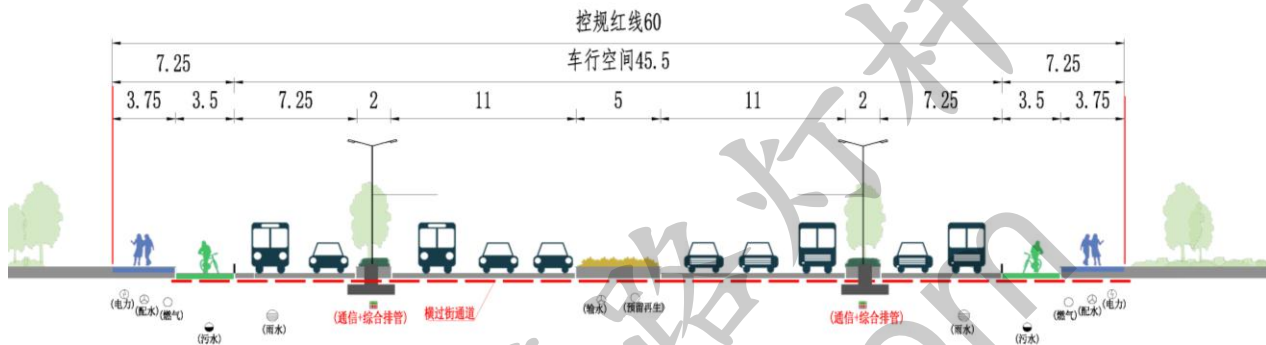 控规红线60
7.25 车行空间45.5 7.25
3.75 3.5 7.25 2 11 5 11 2 7.25 3.5 3.75
(电力) (配水) (燃气) (雨水) (通信+综合排管) 横过街通道 (输水) (预留再生) (通信+综合排管) (雨水) (燃气) (配水) (电力)
(污水) (污水)
路灯杆
om